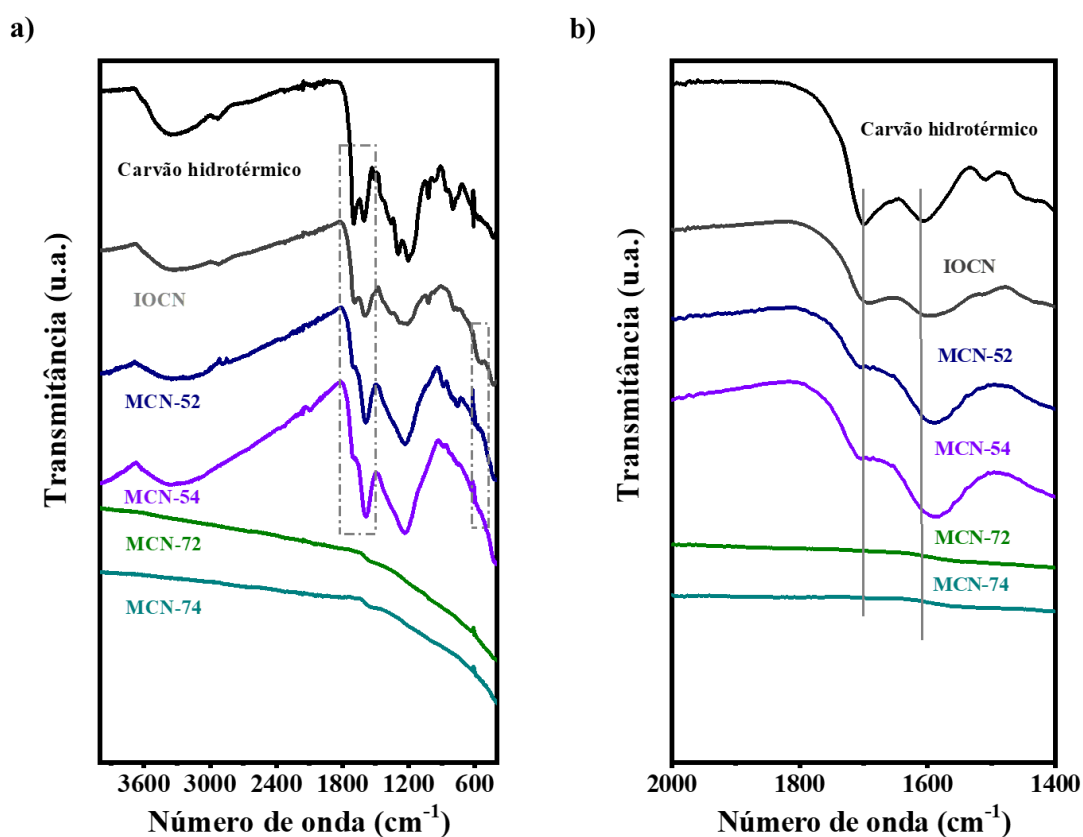 a)
Transmitância (u.a.)
Carvão hidrotérmico
IOCN
MCN-52
MCN-54
MCN-72
MCN-74
3600 3000 2400 1800 1200 600
Número de onda (cm⁻¹)
b)
Transmitância (u.a.)
Carvão hidrotérmico
IOCN
MCN-52
MCN-54
MCN-72
MCN-74
2000 1800 1600 1400
Número de onda (cm⁻¹)